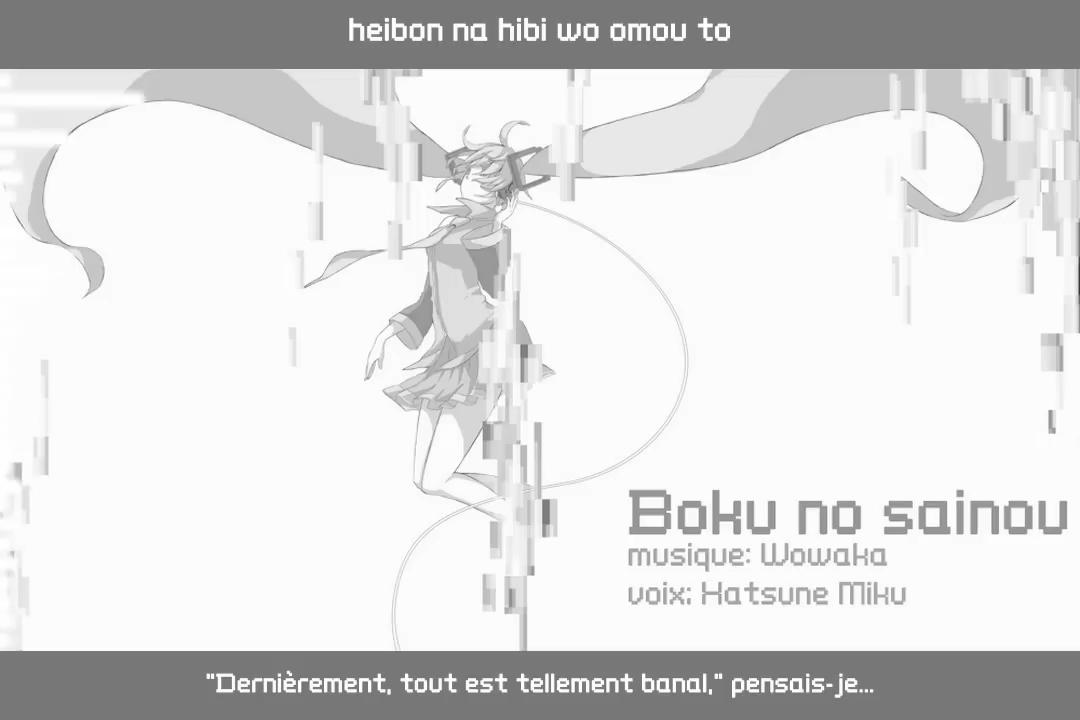 heibon na hibi wo omou to
Boku no sainou
musique: Wowaka
voix: Hatsune Miku
"Dernièrement, tout est tellement banal," pensais-je...